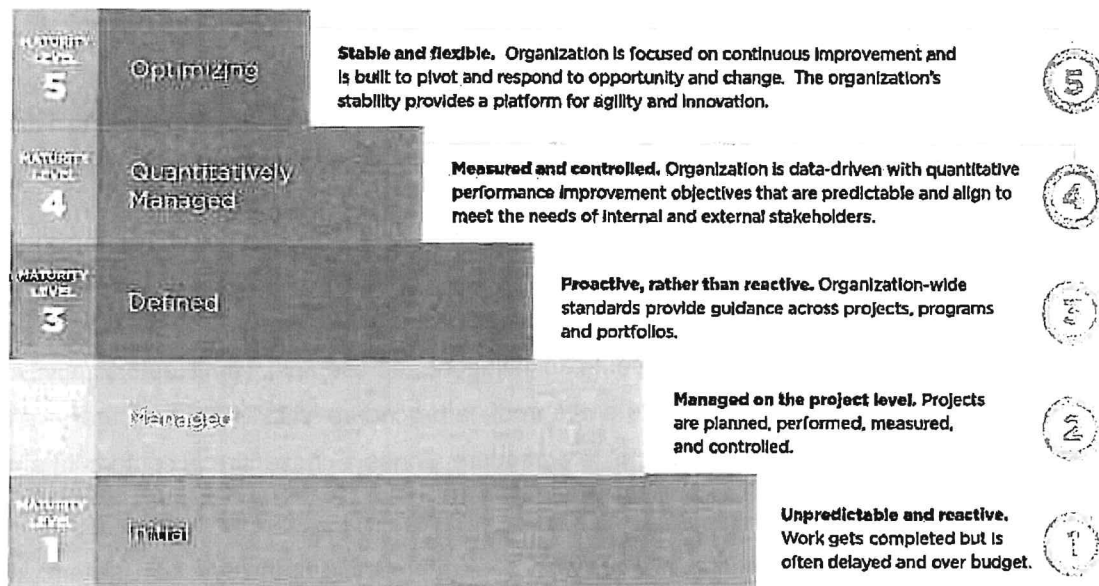 MATURITY
LEVEL
5
Optimizing
Stable and flexible. Organization is focused on continuous improvement and
is built to pivot and respond to opportunity and change. The organization's
stability provides a platform for agility and innovation.
5
MATURITY
LEVEL
4
Quantitatively
Managed
Measured and controlled. Organization is data-driven with quantitative
performance improvement objectives that are predictable and align to
meet the needs of internal and external stakeholders.
4
MATURITY
LEVEL
3
Defined
Proactive, rather than reactive. Organization-wide
standards provide guidance across projects, programs
and portfolios.
3
Managed
Managed on the project level. Projects
are planned, performed, measured,
and controlled.
2
MATURITY
LEVEL
1
Initial
Unpredictable and reactive.
Work gets completed but is
often delayed and over budget.
1